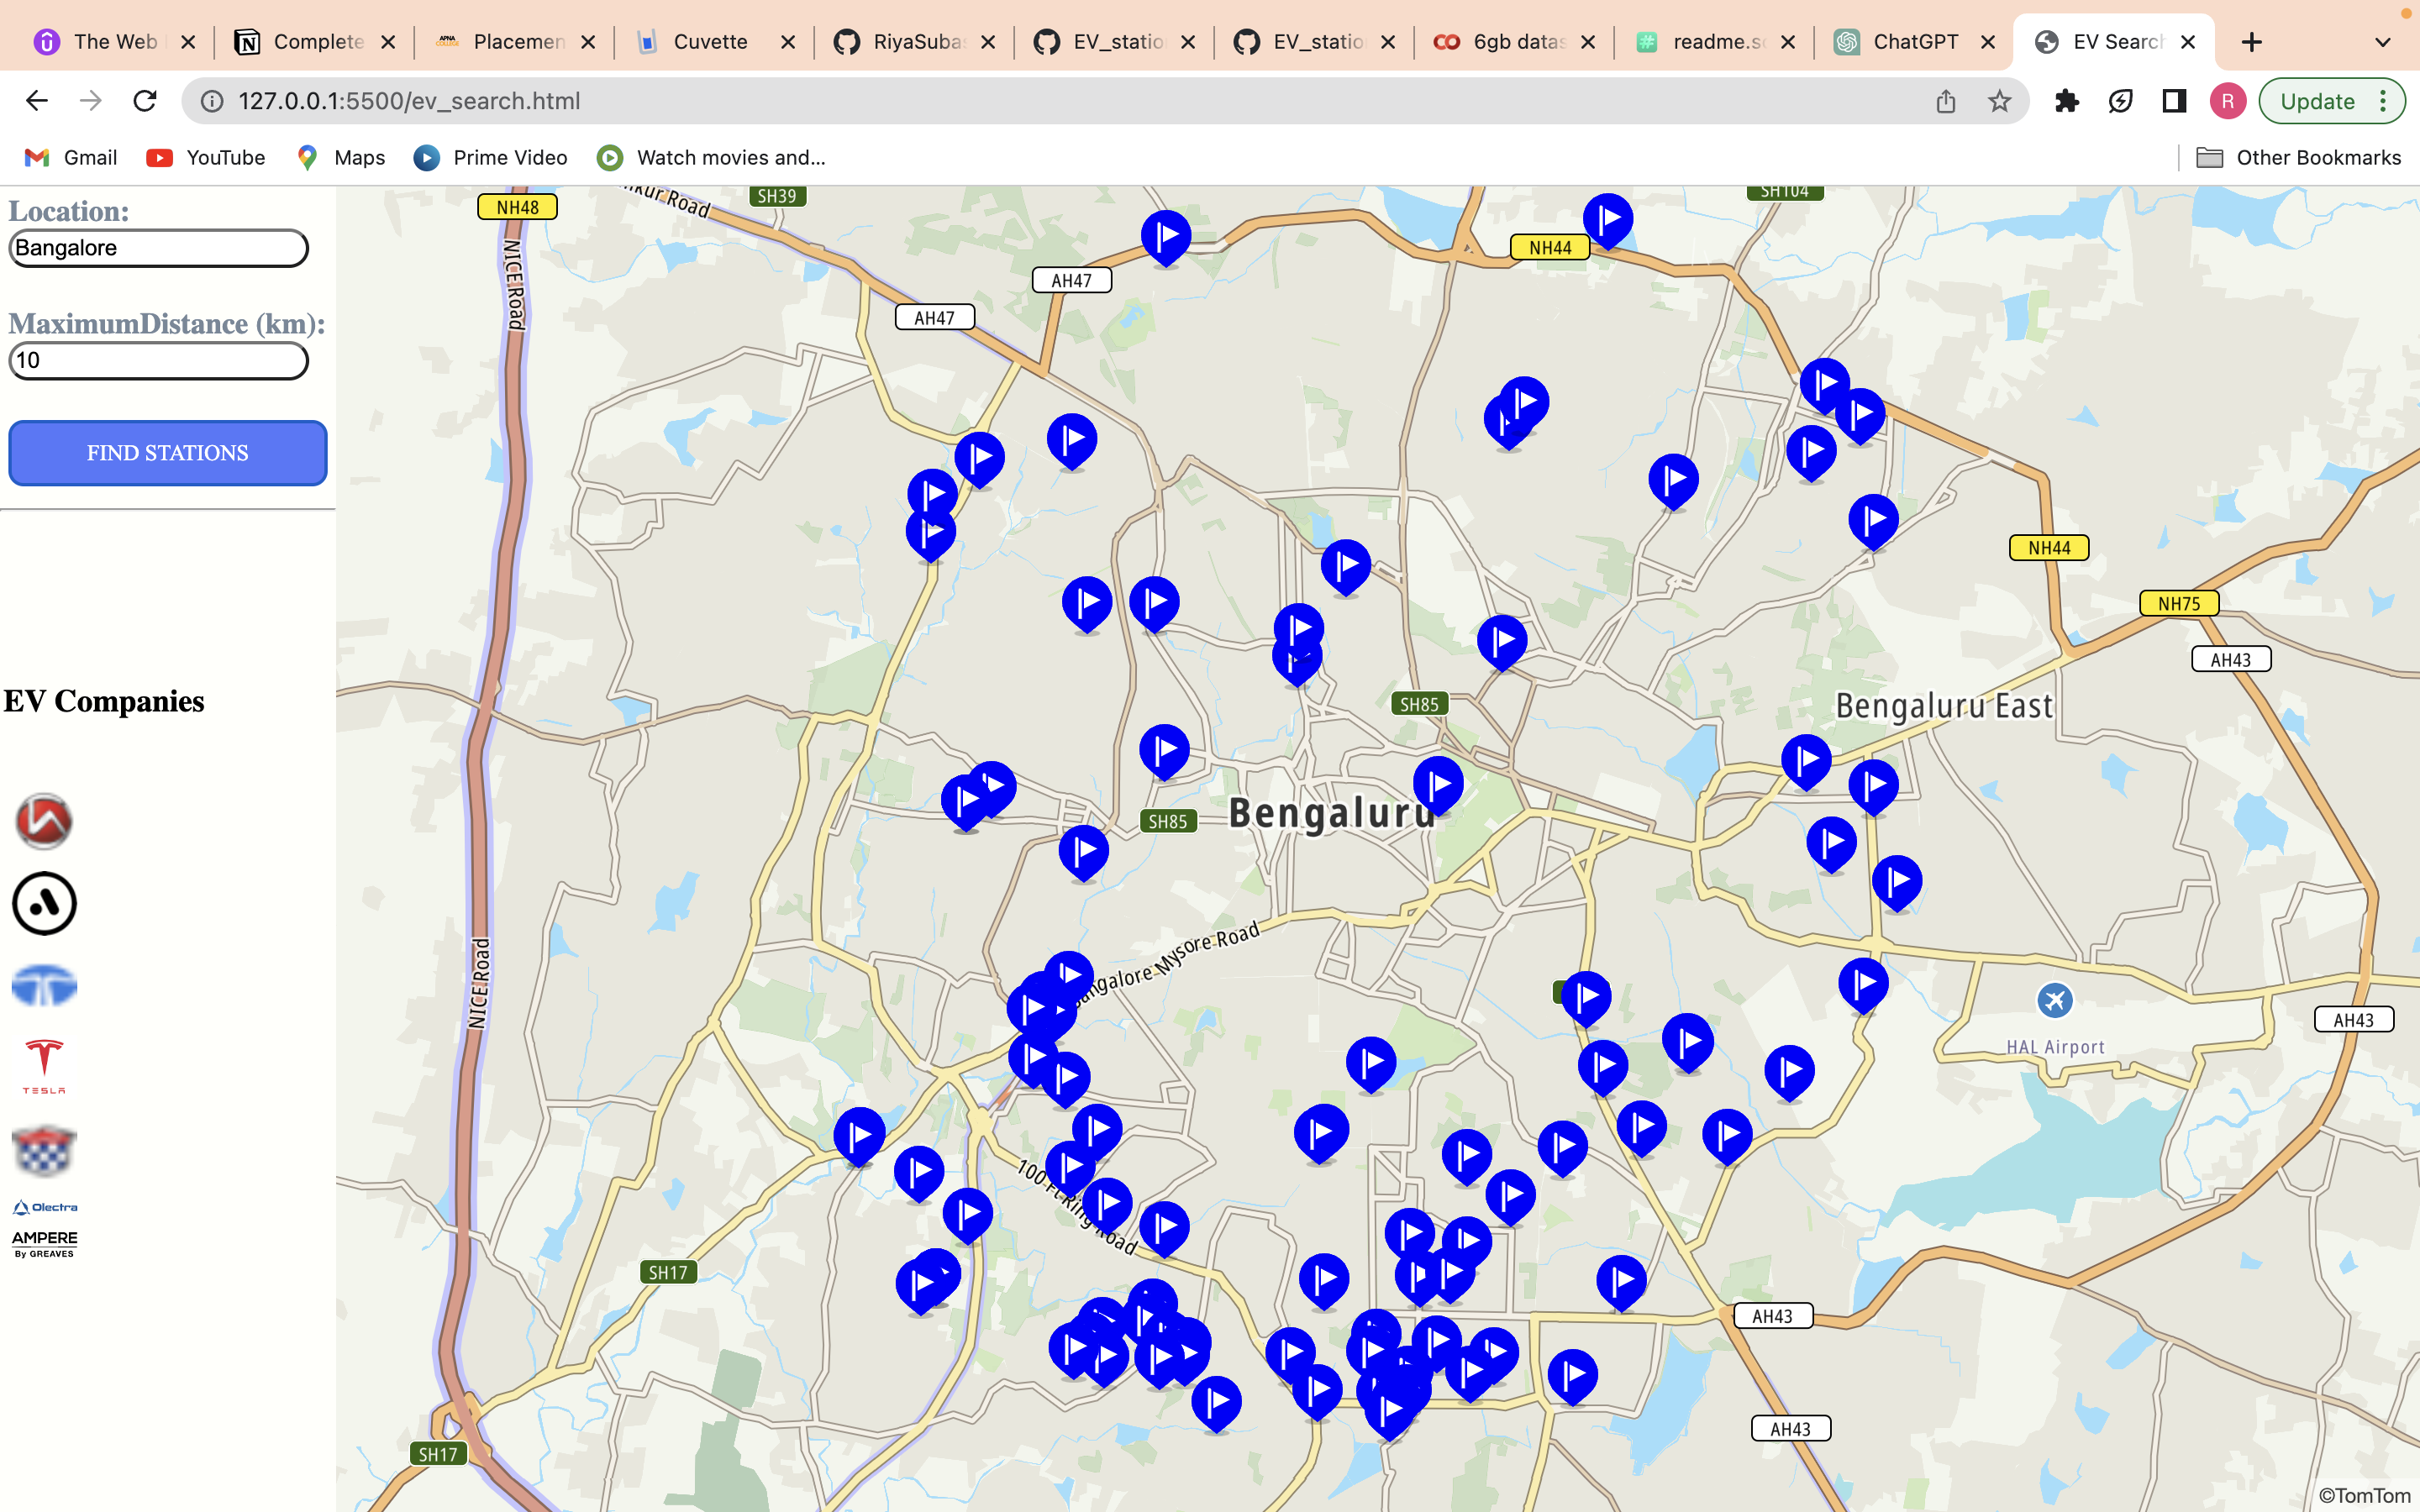 The Web
Complete
APNA
COLLEGE
Placemen
Cuvette
RiyaSuba
EV_statio
EV_statio
6gb datas
readme.so
ChatGPT
EV Search
127.0.0.1:5500/ev_search.html
R
Update
Gmail
YouTube
Maps
Prime Video
Watch movies and...
Other Bookmarks
Location:
Bangalore
MaximumDistance (km):
10
FIND STATIONS
EV Companies
TESLA
Olectra
AMPERE
By GREAVES
NH48
SH39
kur Road
SH104
NICE Road
NH44
AH47
AH47
NH44
NH75
AH43
SH85
Bengaluru East
Bengaluru
SH85
Bangalore Mysore Road
NICE Road
HAL Airport
AH43
100 Ft Ring Road
SH17
AH43
AH43
SH17
©TomTom